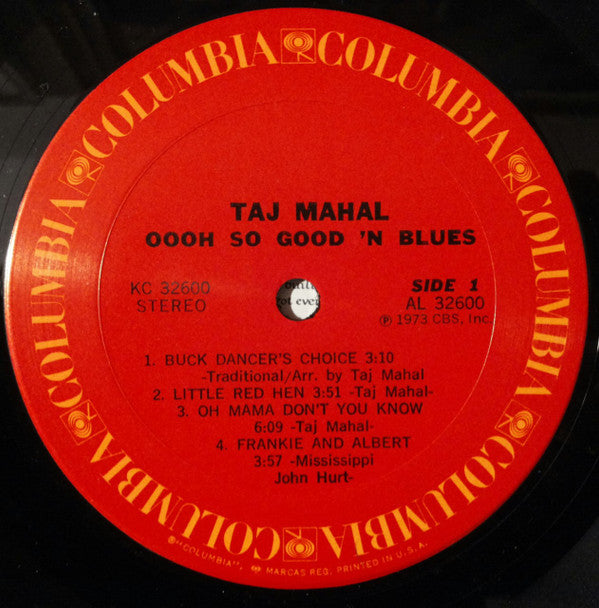 COLUMBIA COLUMBIA COLUMBIA COLUMBIA COLUMBIA COLUMBIA
TAJ MAHAL
OOOH SO GOOD 'N BLUES
KC 32600
STEREO
SIDE 1
AL 32600
Ⓟ 1973 CBS, Inc.
1. BUCK DANCER'S CHOICE 3:10
-Traditional/Arr. by Taj Mahal
2. LITTLE RED HEN 3:51 -Taj Mahal-
3. OH MAMA DON'T YOU KNOW
6:09 -Taj Mahal-
4. FRANKIE AND ALBERT
3:57 -Mississippi
John Hurt-
®"COLUMBIA", MARCAS REG. PRINTED IN U.S.A.